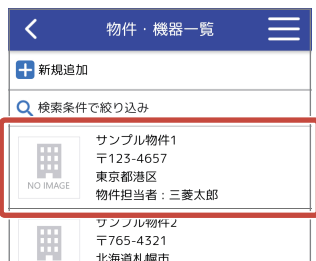 物件・機器一覧
新規追加
検索条件で絞り込み
サンプル物件1
〒123-4657
東京都港区
物件担当者：三菱太郎
NO IMAGE
サンプル物件2
〒765-4321
北海道札幌市